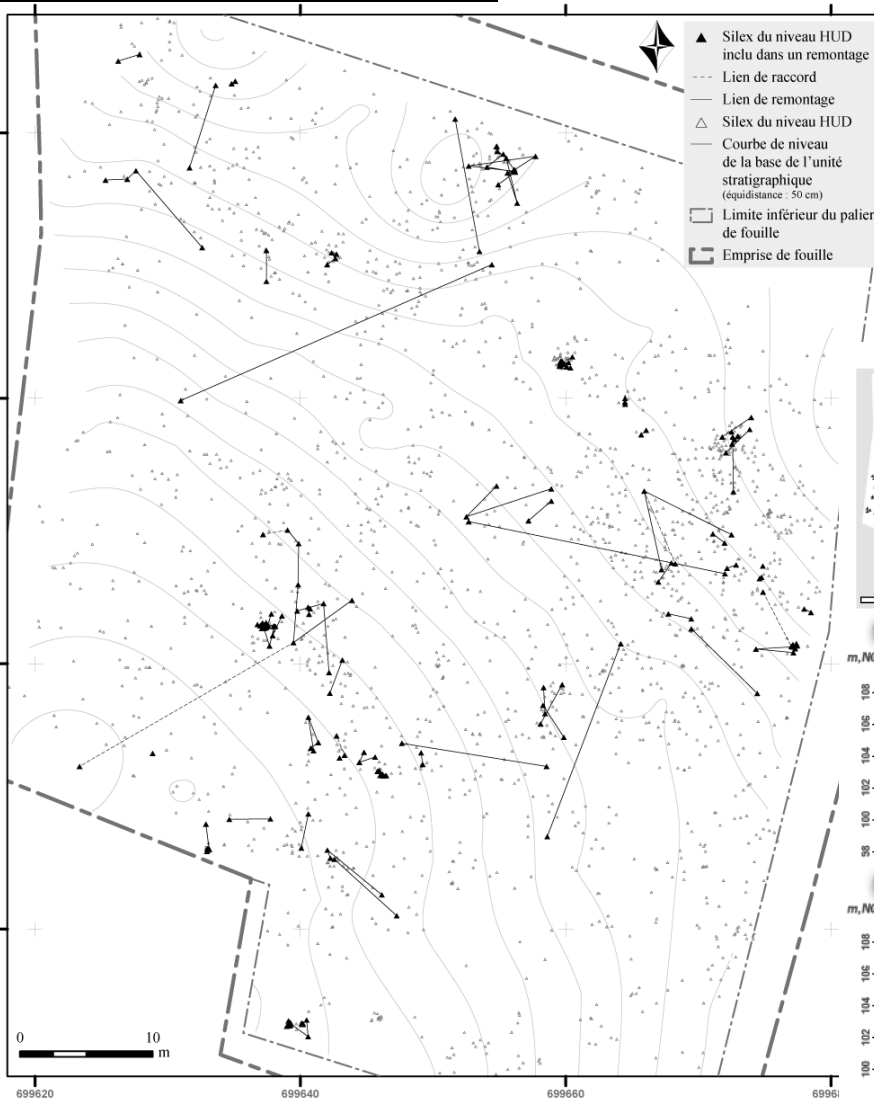 Silex du niveau HUD
inclu dans un remontage
Lien de raccord
Lien de remontage
Silex du niveau HUD
Courbe de niveau
de la base de l'unité
stratigraphique
(équidistance : 50 cm)
Limite inférieur du palier
de fouille
Emprise de fouille
m, NG
108
106
104
102
100
98
m, NG
108
106
104
102
100
0 10
m
699620 699640 699660